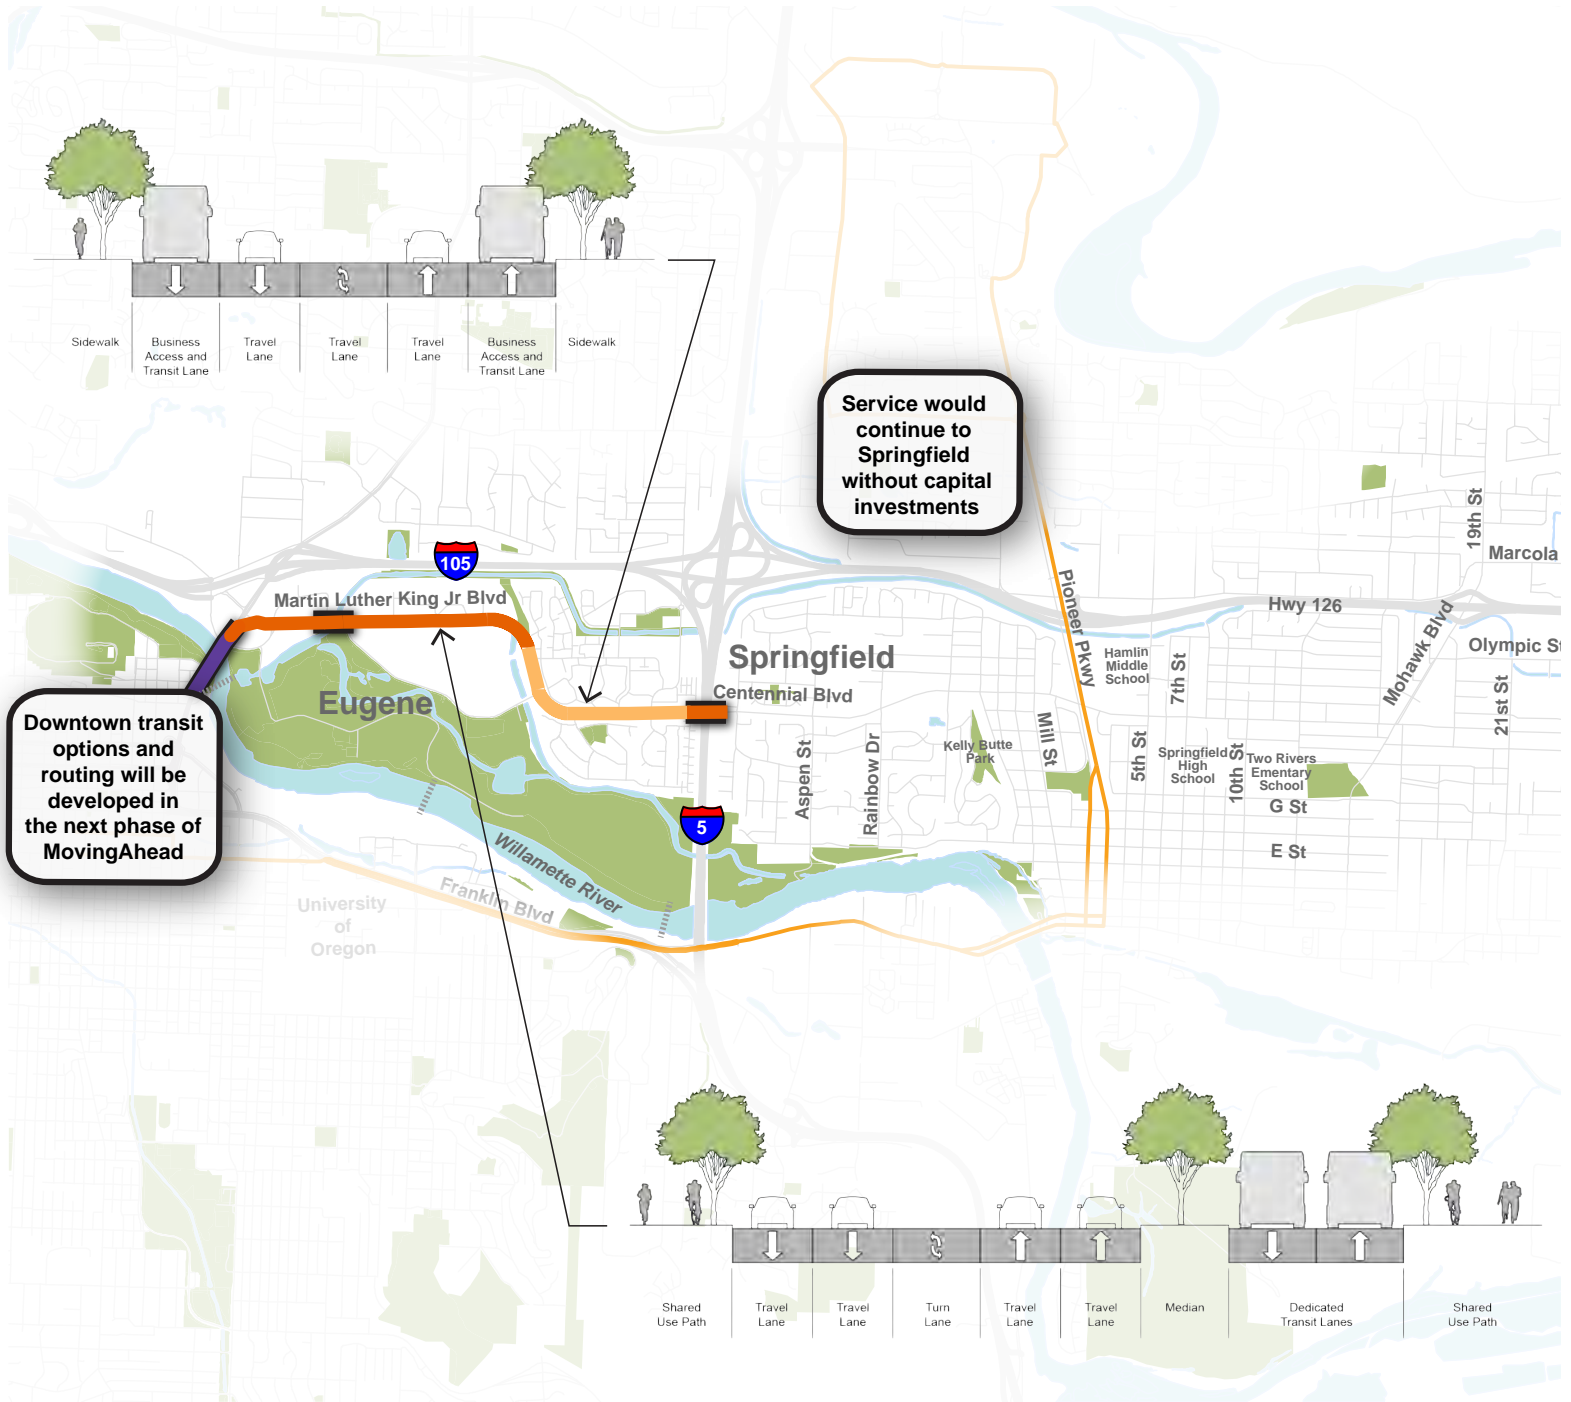 Sidewalk
Business
Access and
Transit Lane
Travel
Lane
Travel
Lane
Travel
Lane
Business
Access and
Transit Lane
Sidewalk
Service would
continue to
Springfield
without capital
investments
105
Martin Luther King Jr Blvd
19th St
Marcola
Pioneer Pkwy
Hwy 126
Mohawk Blvd
Olympic St
Hamlin
Middle
School
7th St
Springfield
Centennial Blvd
Eugene
21st St
Downtown transit
options and
routing will be
developed in
the next phase of
MovingAhead
Aspen St
Rainbow Dr
Kelly Butte
Park
Mill St
5th St
Springfield
High
School
10th St
Two Rivers
Ementary
School
G St
E St
5
Willamette River
Franklin Blvd
University
of
Oregon
Shared
Use Path
Travel
Lane
Travel
Lane
Turn
Lane
Travel
Lane
Travel
Lane
Median
Dedicated
Transit Lanes
Shared
Use Path